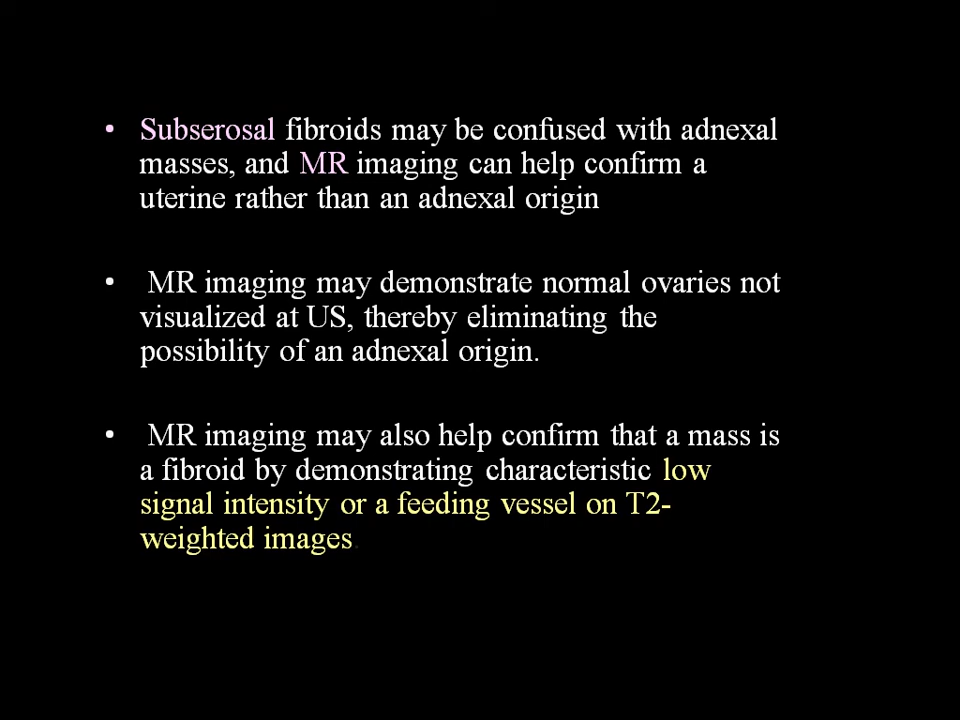 • Subserosal fibroids may be confused with adnexal
masses, and MR imaging can help confirm a
uterine rather than an adnexal origin
• MR imaging may demonstrate normal ovaries not
visualized at US, thereby eliminating the
possibility of an adnexal origin.
• MR imaging may also help confirm that a mass is
a fibroid by demonstrating characteristic low
signal intensity or a feeding vessel on T2-
weighted images.